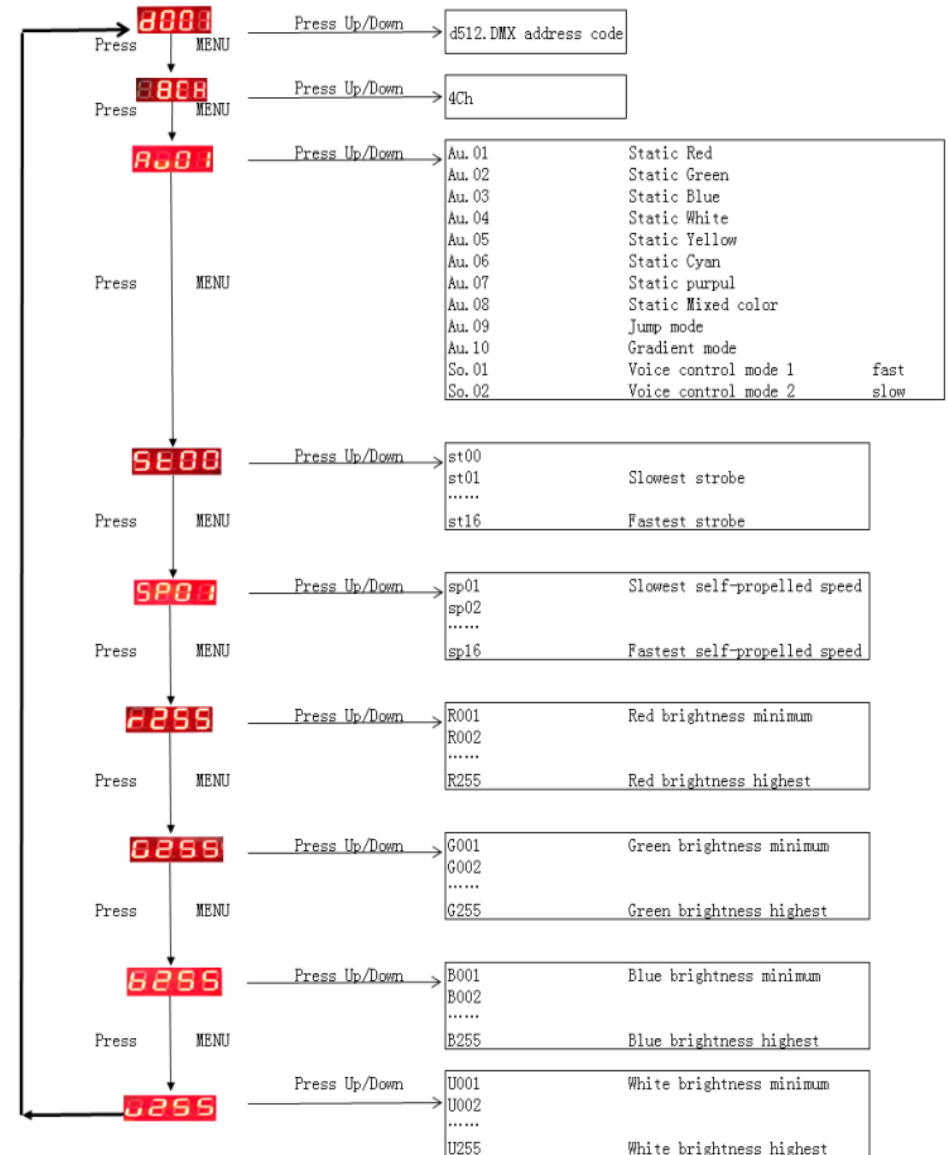 d001 Press Up/Down d512.DMX address code
Press MENU
8CH Press Up/Down 4Ch
Press MENU
Au01 Press Up/Down Au.01 Static Red
Au.02 Static Green
Au.03 Static Blue
Au.04 Static White
Au.05 Static Yellow
Au.06 Static Cyan
Press MENU Au.07 Static purpul
Au.08 Static Mixed color
Au.09 Jump mode
Au.10 Gradient mode
So.01 Voice control mode 1 fast
So.02 Voice control mode 2 slow
St00 Press Up/Down st00
st01 Slowest strobe
……
Press MENU st16 Fastest strobe
SP01 Press Up/Down sp01 Slowest self-propelled speed
sp02
……
Press MENU sp16 Fastest self-propelled speed
r255 Press Up/Down R001 Red brightness minimum
R002
……
Press MENU R255 Red brightness highest
G255 Press Up/Down G001 Green brightness minimum
G002
……
Press MENU G255 Green brightness highest
b255 Press Up/Down B001 Blue brightness minimum
B002
……
Press MENU B255 Blue brightness highest
u255 Press Up/Down U001 White brightness minimum
U002
……
U255 White brightness highest